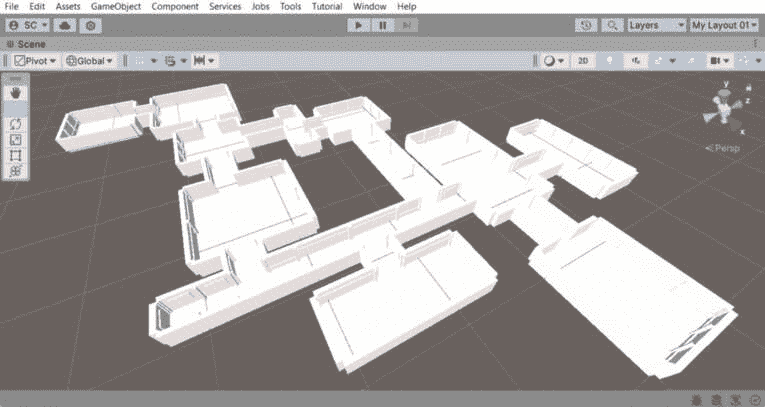 File Edit Assets GameObject Component Services Jobs Tools Tutorial Window Help
SC Layers My Layout 01
Scene
Pivot Global 2D
y
z
x
Persp